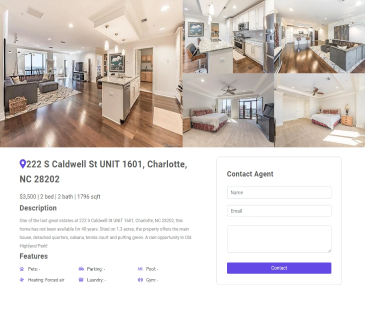 222 S Caldwell St UNIT 1601, Charlotte,
NC 28202
$3,500 | 2 bed | 2 bath | 1796 sqft
Description
One of the last great estates at 222 S Caldwell St UNIT 1601, Charlotte, NC 28202, this
home has not been available for 40 years. Sited on 1.3 acres, the property offers the main
house, detached quarters, cabana, tennis court and putting green. A rare opportunity in Old
Highland Park!
Features
Pets: -
Parking: -
Pool: -
Heating: Forced air
Laundry: -
Gym: -
Contact Agent
Name
Email
Contact